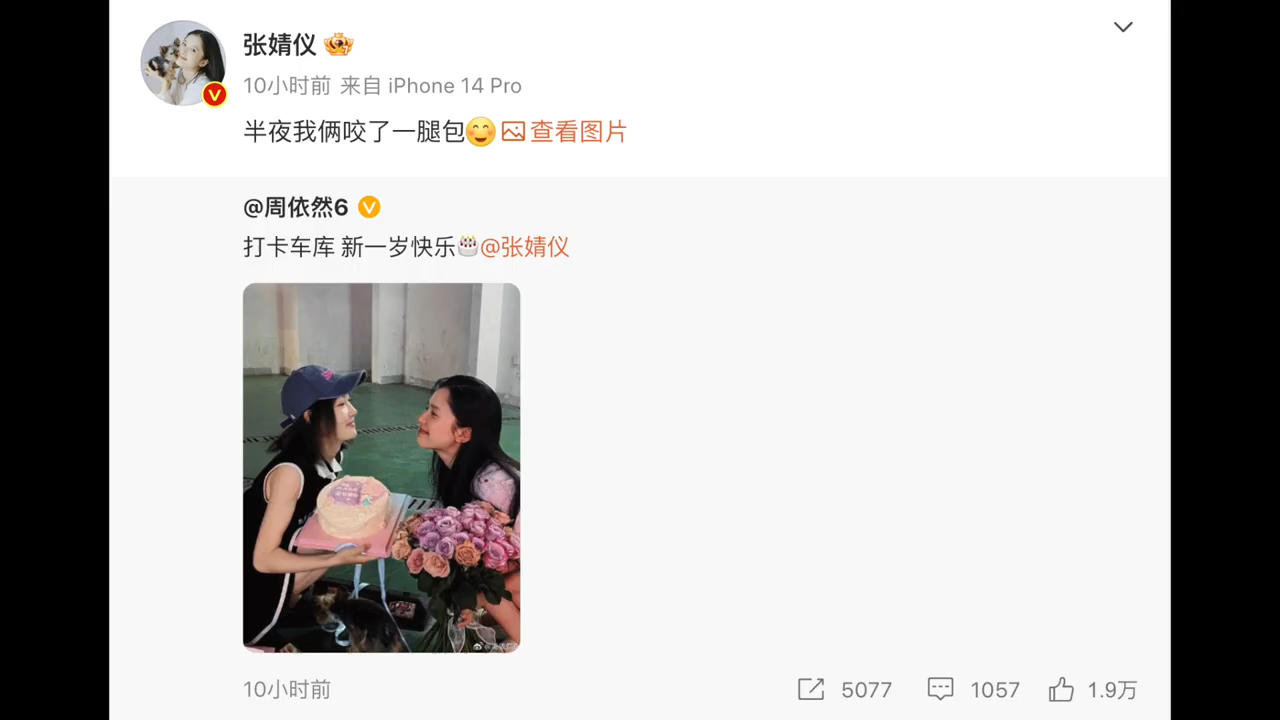 张婧仪
10小时前 来自 iPhone 14 Pro
半夜我俩咬了一腿包😊查看图片
@周依然6
打卡车库 新一岁快乐🎂@张婧仪
10小时前
5077
1057
1.9万